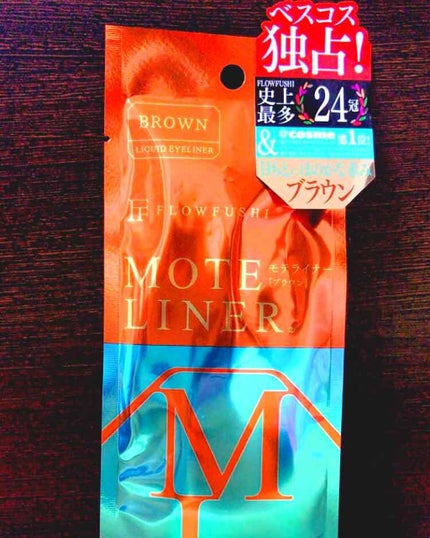 ベスコス
独占!
FLOWFUSHI
史上
最多
24冠
& @cosme 第1位
ブラウン
BROWN
LIQUID EYELINER
FLOWFUSHI
MOTE
LINER
モテライナー
[ブラウン]
M